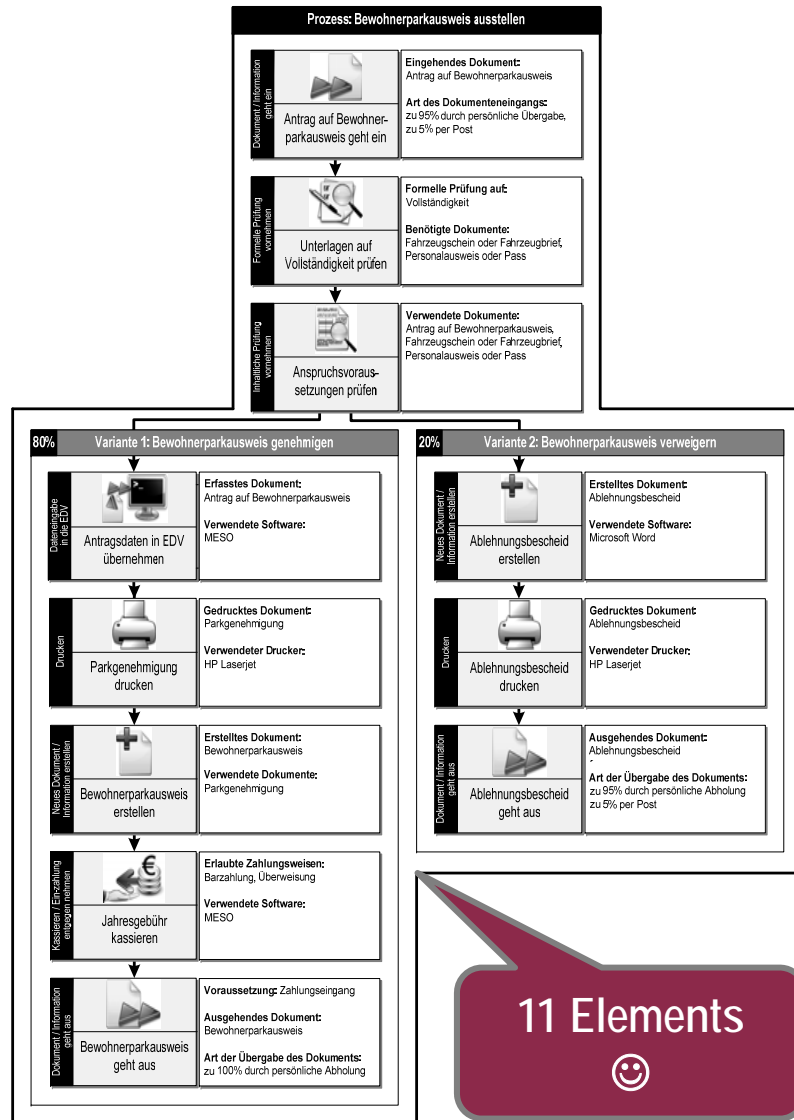 Prozess: Bewohnerparkausweis ausstellen
Dokument / Information
geht ein
Antrag auf Bewohner-
parkausweis geht ein
Eingehendes Dokument:
Antrag auf Bewohnerparkausweis
Art des Dokumenteneingangs:
zu 95% durch persönliche Übergabe,
zu 5% per Post
Formelle Prüfung
vornehmen
Unterlagen auf
Vollständigkeit prüfen
Formelle Prüfung auf:
Vollständigkeit
Benötigte Dokumente:
Fahrzeugschein oder Fahrzeugbrief,
Personalausweis oder Pass
Inhaltliche Prüfung
vornehmen
Anspruchsvoraus-
setzungen prüfen
Verwendete Dokumente:
Antrag auf Bewohnerparkausweis,
Fahrzeugschein oder Fahrzeugbrief,
Personalausweis oder Pass
80% Variante 1: Bewohnerparkausweis genehmigen
Dateneingabe
in die EDV
Antragsdaten in EDV
übernehmen
Erfasstes Dokument:
Antrag auf Bewohnerparkausweis
Verwendete Software:
MESO
Drucken
Parkgenehmigung
drucken
Gedrucktes Dokument:
Parkgenehmigung
Verwendeter Drucker:
HP Laserjet
Neues Dokument /
Information erstellen
Bewohnerparkausweis
erstellen
Erstelltes Dokument:
Bewohnerparkausweis
Verwendete Dokumente:
Parkgenehmigung
Kassieren / Ein-zahlung
entgegen nehmen
€
Jahresgebühr
kassieren
Erlaubte Zahlungsweisen:
Barzahlung, Überweisung
Verwendete Software:
MESO
Dokument / Information
geht aus
Bewohnerparkausweis
geht aus
Voraussetzung: Zahlungseingang
Ausgehendes Dokument:
Bewohnerparkausweis
Art der Übergabe des Dokuments:
zu 100% durch persönliche Abholung
20% Variante 2: Bewohnerparkausweis verweigern
Neues Dokument /
Information erstellen
Ablehnungsbescheid
erstellen
Erstelltes Dokument:
Ablehnungsbescheid
Verwendete Software:
Microsoft Word
Drucken
Ablehnungsbescheid
drucken
Gedrucktes Dokument:
Ablehnungsbescheid
Verwendeter Drucker:
HP Laserjet
Dokument / Information
geht aus
Ablehnungsbescheid
geht aus
Ausgehendes Dokument:
Ablehnungsbescheid
Art der Übergabe des Dokuments:
zu 95% durch persönliche Abholung
zu 5% per Post
11 Elements
☺